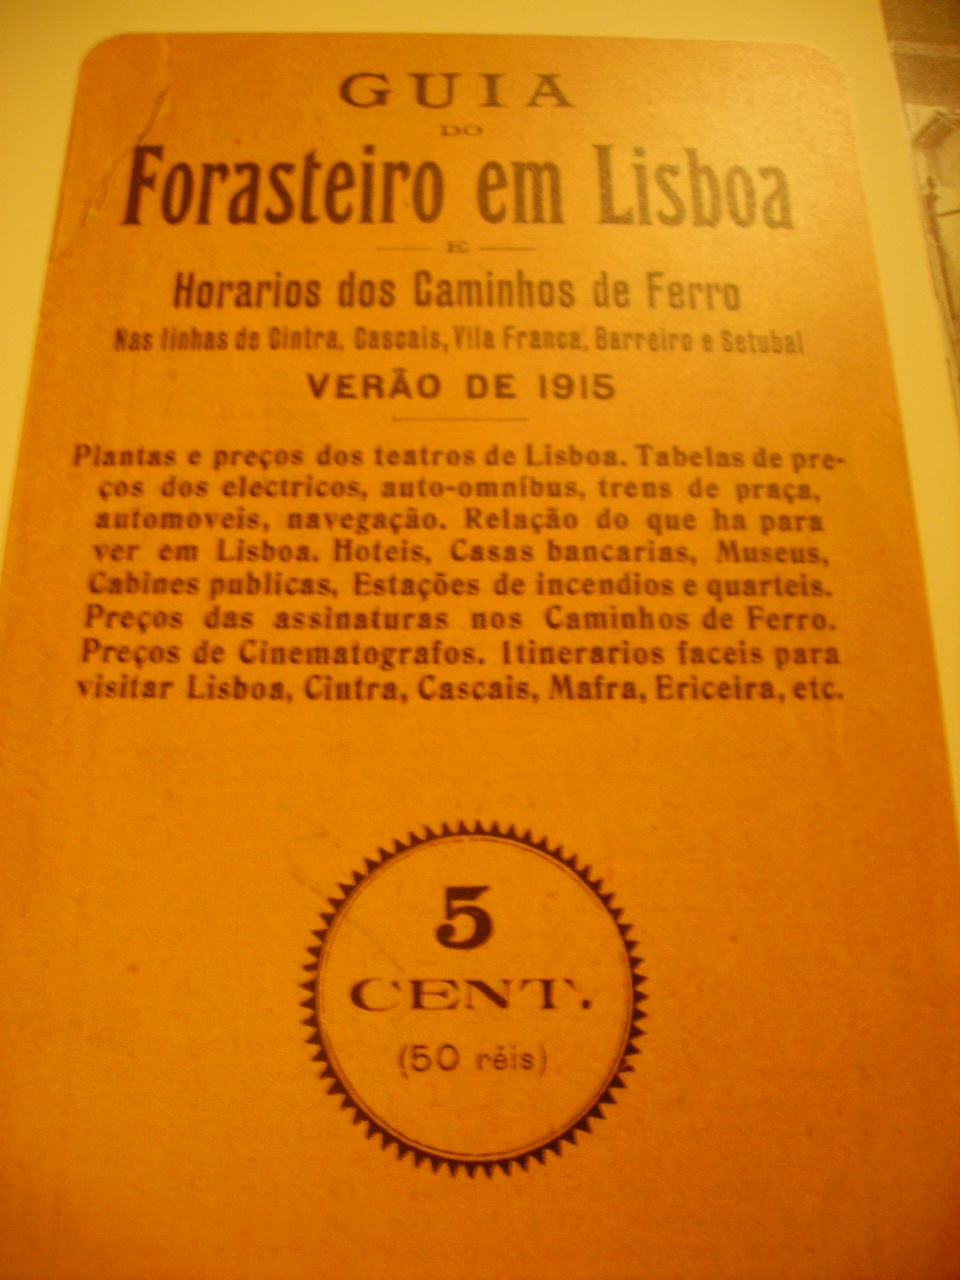 GUIA
DO
Forasteiro em Lisboa
E
Horarios dos Caminhos de Ferro
Nas linhas de Cintra, Cascais, Vila Franca, Barreiro e Setubal
VERÃO DE 1915
Plantas e preços dos teatros de Lisboa. Tabelas de pre-
ços dos electricos, auto-omnibus, trens de praça,
automoveis, navegação. Relação do que ha para
ver em Lisboa. Hoteis, Casas bancarias, Museus,
Cabines publicas, Estações de incendios e quarteis.
Preços das assinaturas nos Caminhos de Ferro.
Preços de Cinematografos. Itinerarios faceis para
visitar Lisboa, Cintra, Cascais, Mafra, Ericeira, etc.
5
CENT.
(50 réis)